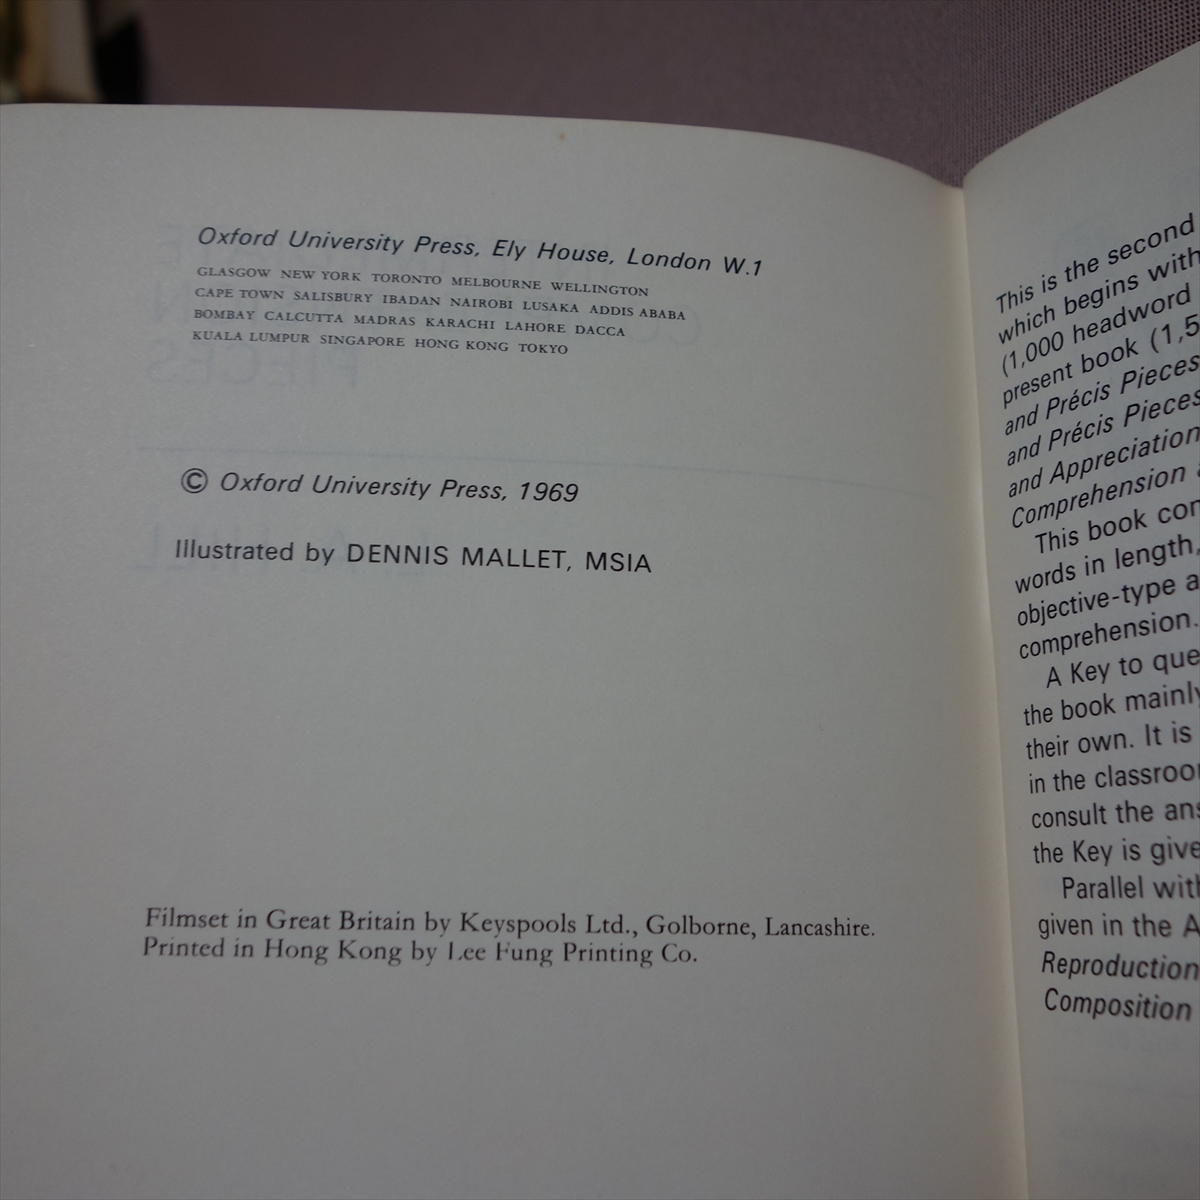 Oxford University Press, Ely House, London W.1
GLASGOW NEW YORK TORONTO MELBOURNE WELLINGTON
CAPE TOWN SALISBURY IBADAN NAIROBI LUSAKA ADDIS ABABA
BOMBAY CALCUTTA MADRAS KARACHI LAHORE DACCA
KUALA LUMPUR SINGAPORE HONG KONG TOKYO
© Oxford University Press, 1969
Illustrated by DENNIS MALLET, MSIA
Filmset in Great Britain by Keyspools Ltd., Golborne, Lancashire.
Printed in Hong Kong by Lee Fung Printing Co.
This is the second
which begins with
(1,000 headword
present book (1,5
and Précis Pieces
and Précis Pieces
and Appreciation
Comprehension
This book con
words in length,
objective-type a
comprehension.
A Key to que
the book mainly
their own. It is
in the classroo
consult the ans
the Key is give
Parallel with
given in the A
Reproduction
Composition